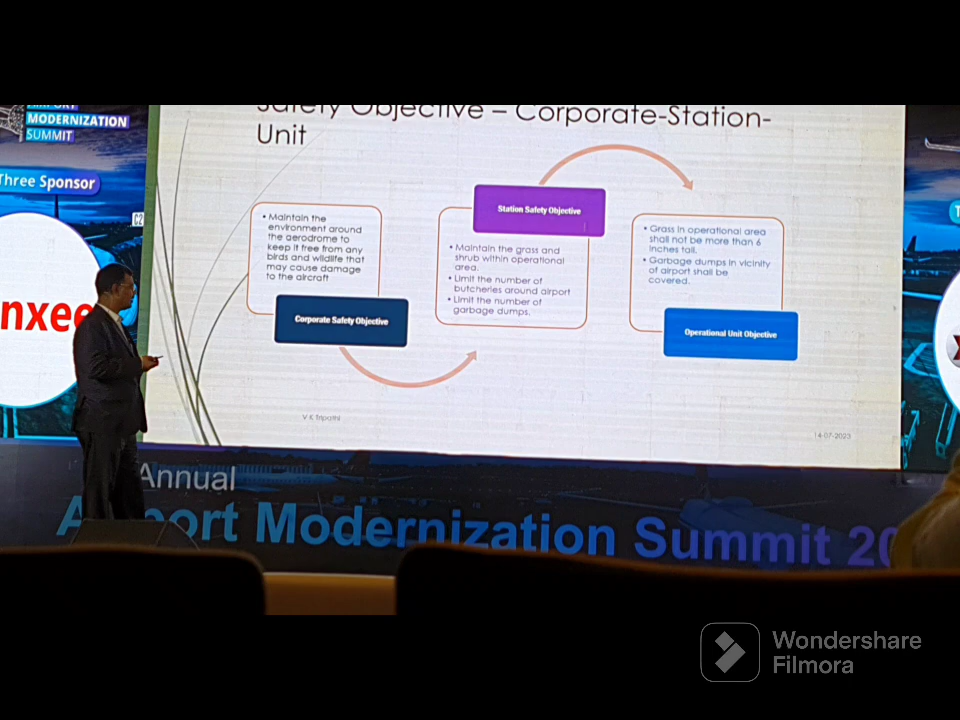 AIRPORT
MODERNIZATION
SUMMIT
Three Sponsor
nxee
Safety Objective – Corporate-Station-
Unit
• Maintain the
environment around
the aerodrome to
keep it free from any
birds and wildlife that
may cause damage
to the aircraft
Corporate Safety Objective
Station Safety Objective
• Maintain the grass and
shrub within operational
area.
• Limit the number of
butcheries around airport
• Limit the number of
garbage dumps.
• Grass in operational area
shall not be more than 6
inches tall.
• Garbage dumps in vicinity
of airport shall be
covered.
Operational Unit Objective
V K Tripathi
14-07-2023
Annual
Airport Modernization Summit 20
Wondershare
Filmora